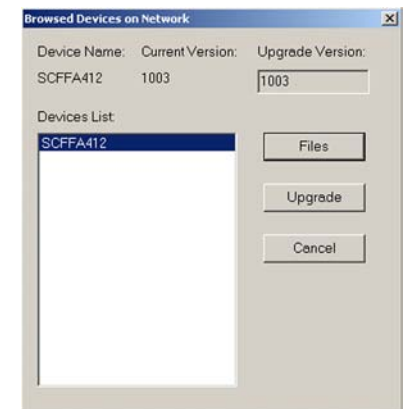 Browsed Devices on Network
Device Name: Current Version: Upgrade Version:
SCFFA412 1003 1003
Devices List:
SCFFA412
Files
Upgrade
Cancel